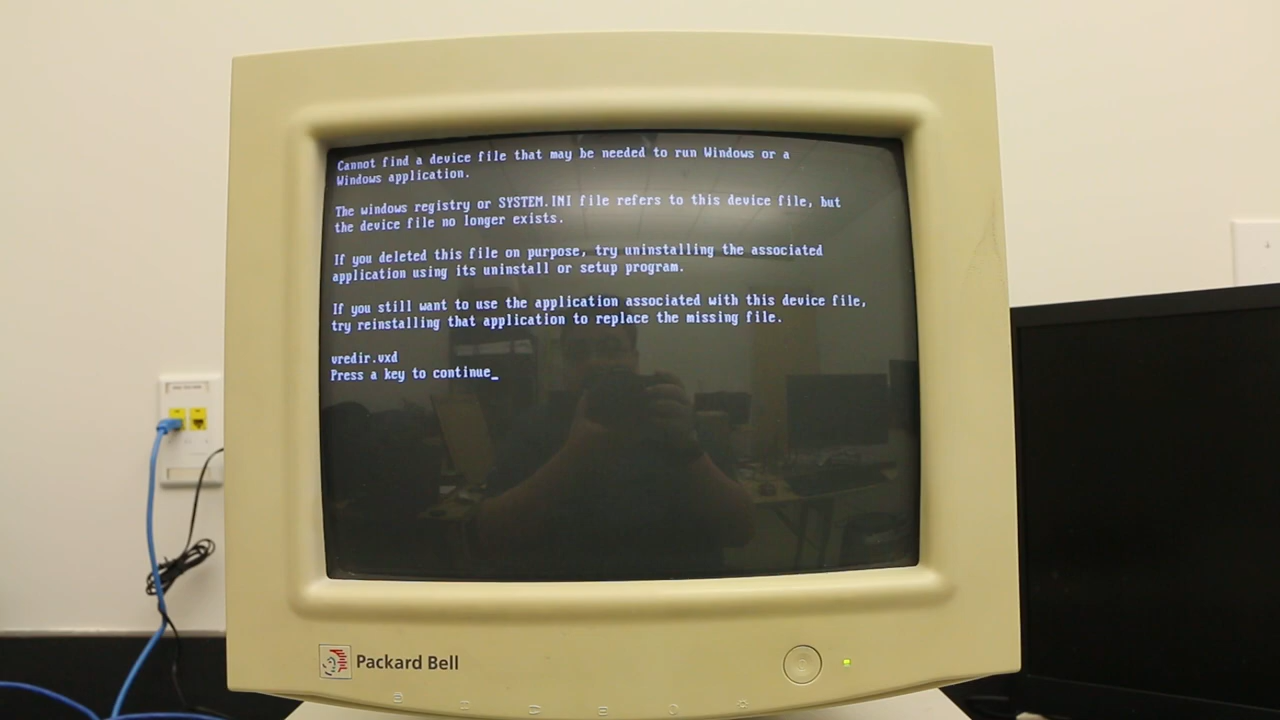 Cannot find a device file that may be needed to run Windows or a
Windows application.
The windows registry or SYSTEM.INI file refers to this device file, but
the device file no longer exists.
If you deleted this file on purpose, try uninstalling the associated
application using its uninstall or setup program.
If you still want to use the application associated with this device file,
try reinstalling that application to replace the missing file.
vredir.vxd
Press a key to continue_
Packard Bell